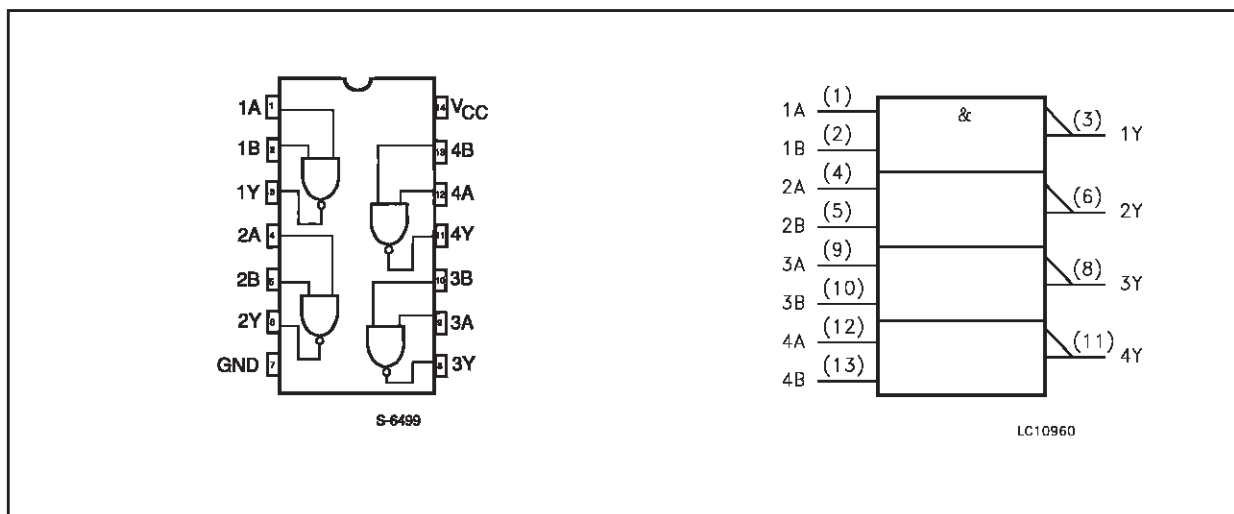 1A 1
1B 2
1Y 3
2A 4
2B 5
2Y 6
GND 7
14 VCC
13 4B
12 4A
11 4Y
10 3B
9 3A
8 3Y
S-6499
&
1A (1)
1B (2)
2A (4)
2B (5)
3A (9)
3B (10)
4A (12)
4B (13)
(3) 1Y
(6) 2Y
(8) 3Y
(11) 4Y
LC10960